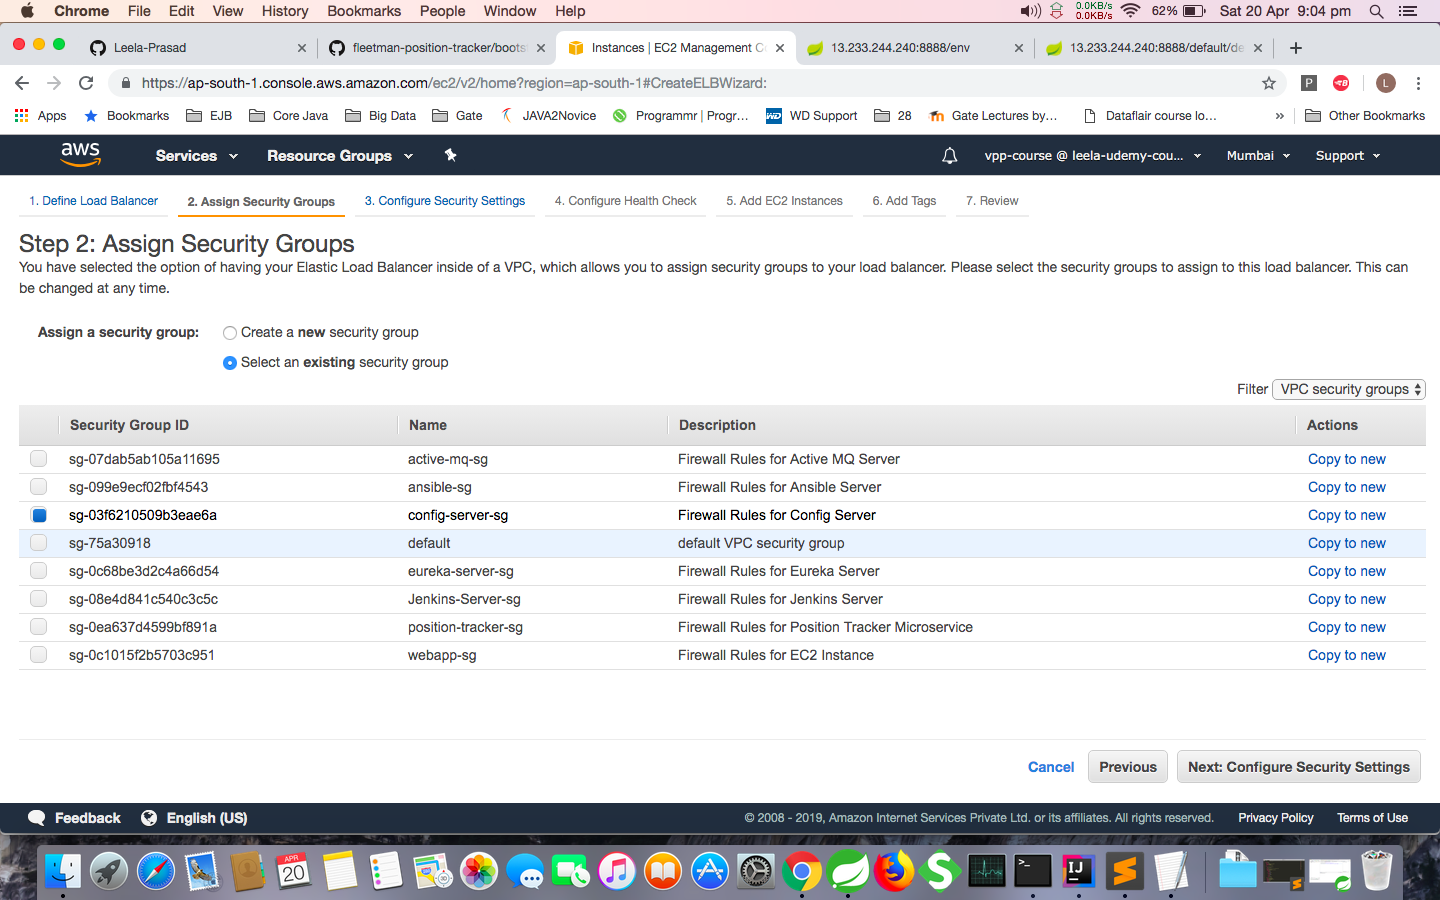 Chrome File Edit View History Bookmarks People Window Help 0.0KB/s 0.0KB/s 62% Sat 20 Apr 9:04 pm
Leela-Prasad fleetman-position-tracker/boots Instances | EC2 Management C 13.233.244.240:8888/env 13.233.244.240:8888/default/de
https://ap-south-1.console.aws.amazon.com/ec2/v2/home?region=ap-south-1#CreateELBWizard: P L
Apps Bookmarks EJB Core Java Big Data Gate JAVA2Novice Programmr | Progr... WD WD Support 28 Gate Lectures by... Dataflair course lo... » Other Bookmarks
aws Services Resource Groups vpp-course @ leela-udemy-cou... Mumbai Support
1. Define Load Balancer 2. Assign Security Groups 3. Configure Security Settings 4. Configure Health Check 5. Add EC2 Instances 6. Add Tags 7. Review
Step 2: Assign Security Groups
You have selected the option of having your Elastic Load Balancer inside of a VPC, which allows you to assign security groups to your load balancer. Please select the security groups to assign to this load balancer. This can
be changed at any time.
Assign a security group: Create a new security group
Select an existing security group
Filter VPC security groups
Security Group ID Name Description Actions
sg-07dab5ab105a11695 active-mq-sg Firewall Rules for Active MQ Server Copy to new
sg-099e9ecf02fbf4543 ansible-sg Firewall Rules for Ansible Server Copy to new
sg-03f6210509b3eae6a config-server-sg Firewall Rules for Config Server Copy to new
sg-75a30918 default default VPC security group Copy to new
sg-0c68be3d2c4a66d54 eureka-server-sg Firewall Rules for Eureka Server Copy to new
sg-08e4d841c540c3c5c Jenkins-Server-sg Firewall Rules for Jenkins Server Copy to new
sg-0ea637d4599bf891a position-tracker-sg Firewall Rules for Position Tracker Microservice Copy to new
sg-0c1015f2b5703c951 webapp-sg Firewall Rules for EC2 Instance Copy to new
Cancel Previous Next: Configure Security Settings
Feedback English (US) © 2008 - 2019, Amazon Internet Services Private Ltd. or its affiliates. All rights reserved. Privacy Policy Terms of Use
APR 20 IJ